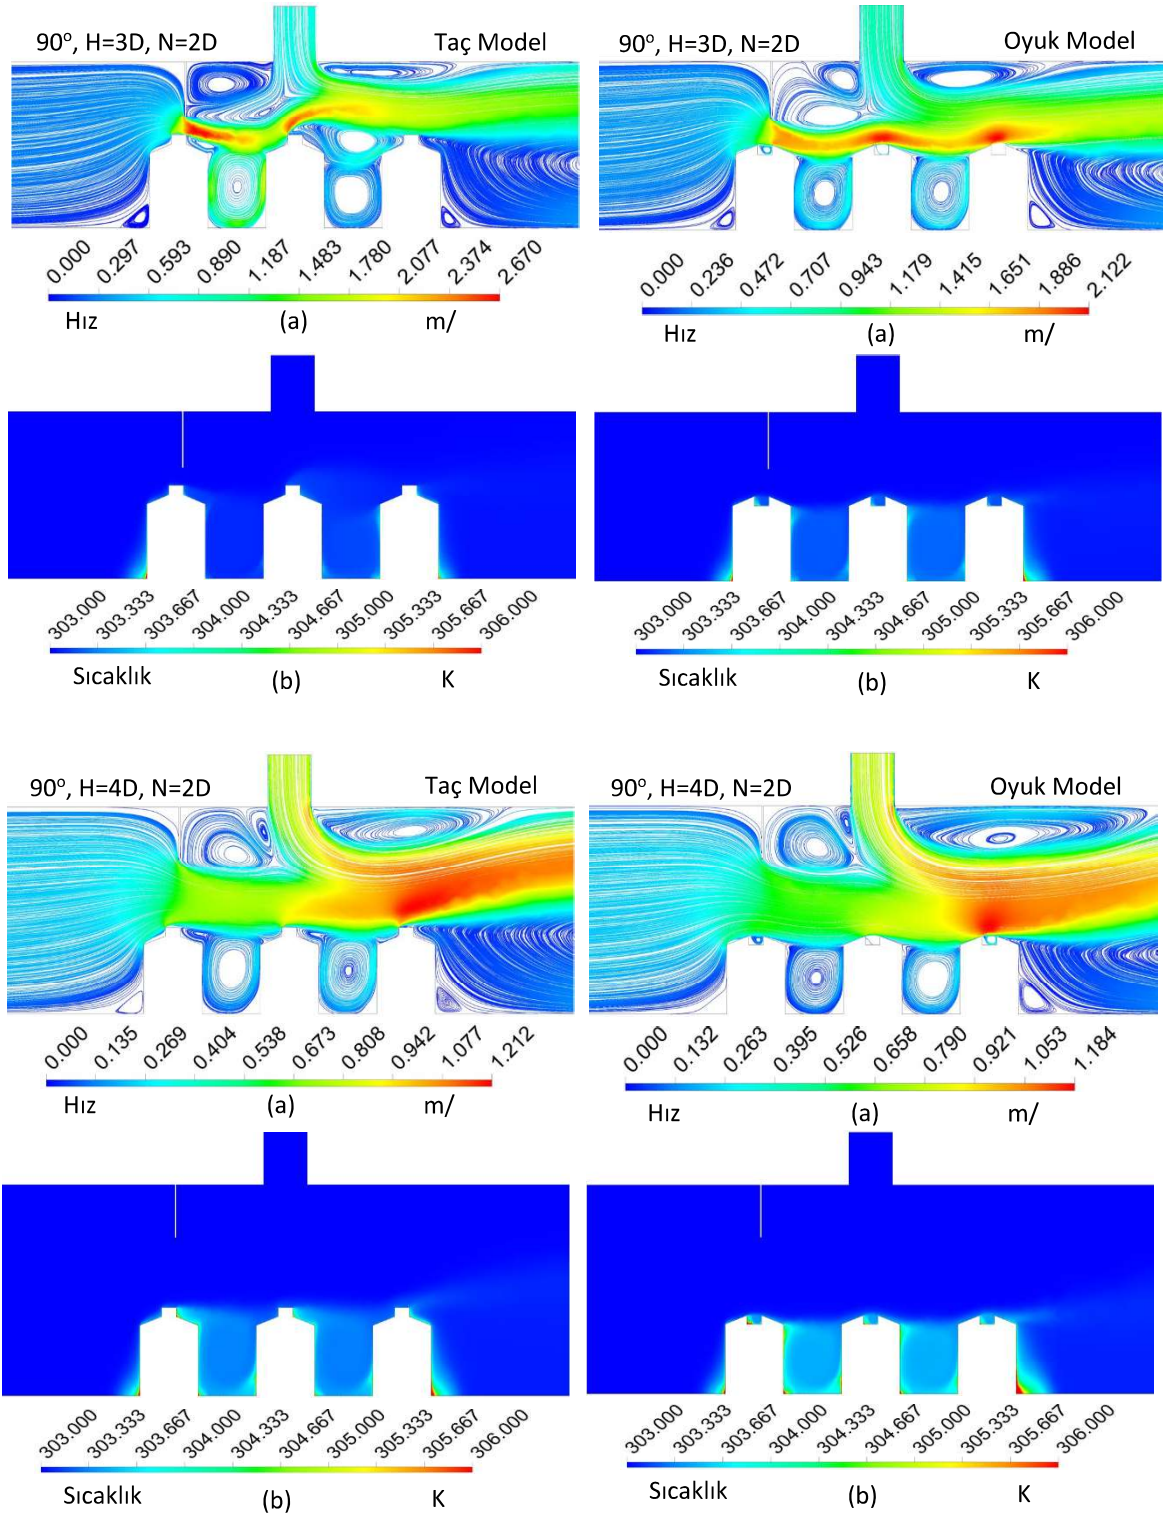 90°, H=3D, N=2D Taç Model
0.000 0.297 0.593 0.890 1.187 1.483 1.780 2.077 2.374 2.670
Hız (a) m/
303.000 303.333 303.667 304.000 304.333 304.667 305.000 305.333 305.667 306.000
Sıcaklık (b) K
90°, H=3D, N=2D Oyuk Model
0.000 0.236 0.472 0.707 0.943 1.179 1.415 1.651 1.886 2.122
Hız (a) m/
303.000 303.333 303.667 304.000 304.333 304.667 305.000 305.333 305.667 306.000
Sıcaklık (b) K
90°, H=4D, N=2D Taç Model
0.000 0.135 0.269 0.404 0.538 0.673 0.808 0.942 1.077 1.212
Hız (a) m/
303.000 303.333 303.667 304.000 304.333 304.667 305.000 305.333 305.667 306.000
Sıcaklık (b) K
90°, H=4D, N=2D Oyuk Model
0.000 0.132 0.263 0.395 0.526 0.658 0.790 0.921 1.053 1.184
Hız (a) m/
303.000 303.333 303.667 304.000 304.333 304.667 305.000 305.333 305.667 306.000
Sıcaklık (b) K